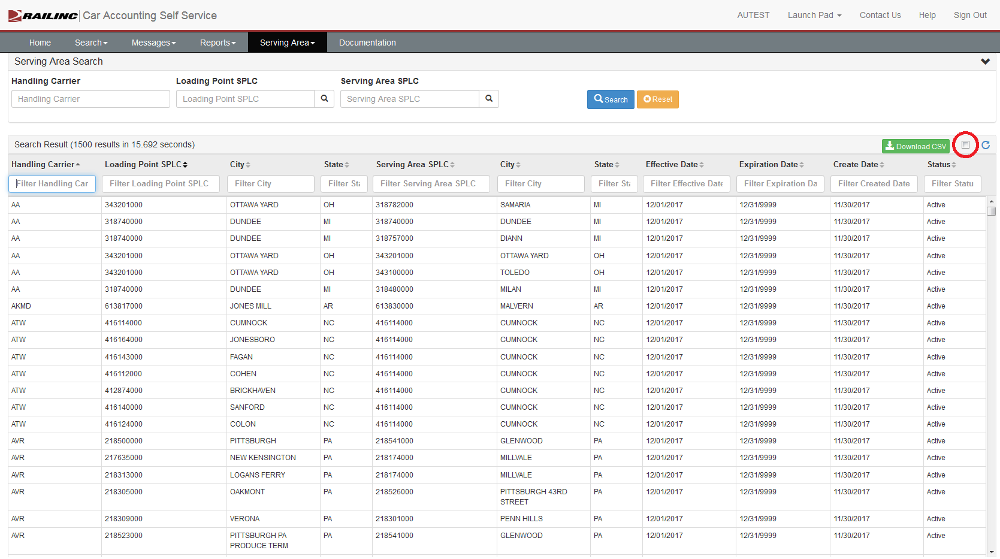 RAILINC Car Accounting Self Service AUTEST Launch Pad Contact Us Help Sign Out
Home Search Messages Reports Serving Area Documentation
Serving Area Search
Handling Carrier Loading Point SPLC Serving Area SPLC
Handling Carrier Loading Point SPLC Serving Area SPLC Search Reset
Search Result (1500 results in 15.692 seconds) Download CSV
Handling Carrier Loading Point SPLC City State Serving Area SPLC City State Effective Date Expiration Date Create Date Status
Filter Handling Car Filter Loading Point SPLC Filter City Filter Sta Filter Serving Area SPLC Filter City Filter Sta Filter Effective Date Filter Expiration Da Filter Created Date Filter Statu
AA 343201000 OTTAWA YARD OH 318782000 SAMARIA MI 12/01/2017 12/31/9999 11/30/2017 Active
AA 318740000 DUNDEE MI 318740000 DUNDEE MI 12/01/2017 12/31/9999 11/30/2017 Active
AA 318740000 DUNDEE MI 318757000 DIANN MI 12/01/2017 12/31/9999 11/30/2017 Active
AA 343201000 OTTAWA YARD OH 343201000 OTTAWA YARD OH 12/01/2017 12/31/9999 11/30/2017 Active
AA 343201000 OTTAWA YARD OH 343100000 TOLEDO OH 12/01/2017 12/31/9999 11/30/2017 Active
AA 318740000 DUNDEE MI 318480000 MILAN MI 12/01/2017 12/31/9999 11/30/2017 Active
AKMD 613817000 JONES MILL AR 613830000 MALVERN AR 12/01/2017 12/31/9999 11/30/2017 Active
ATW 416114000 CUMNOCK NC 416114000 CUMNOCK NC 12/01/2017 12/31/9999 11/30/2017 Active
ATW 416164000 JONESBORO NC 416114000 CUMNOCK NC 12/01/2017 12/31/9999 11/30/2017 Active
ATW 416143000 FAGAN NC 416114000 CUMNOCK NC 12/01/2017 12/31/9999 11/30/2017 Active
ATW 416112000 COHEN NC 416114000 CUMNOCK NC 12/01/2017 12/31/9999 11/30/2017 Active
ATW 412874000 BRICKHAVEN NC 416114000 CUMNOCK NC 12/01/2017 12/31/9999 11/30/2017 Active
ATW 416140000 SANFORD NC 416114000 CUMNOCK NC 12/01/2017 12/31/9999 11/30/2017 Active
ATW 416124000 COLON NC 416114000 CUMNOCK NC 12/01/2017 12/31/9999 11/30/2017 Active
AVR 218500000 PITTSBURGH PA 218541000 GLENWOOD PA 12/01/2017 12/31/9999 11/30/2017 Active
AVR 217635000 NEW KENSINGTON PA 218174000 MILLVALE PA 12/01/2017 12/31/9999 11/30/2017 Active
AVR 218313000 LOGANS FERRY PA 218174000 MILLVALE PA 12/01/2017 12/31/9999 11/30/2017 Active
AVR 218305000 OAKMONT PA 218526000 PITTSBURGH 43RD PA 12/01/2017 12/31/9999 11/30/2017 Active
STREET
AVR 218309000 VERONA PA 218301000 PENN HILLS PA 12/01/2017 12/31/9999 11/30/2017 Active
AVR 218523000 PITTSBURGH PA PA 218541000 GLENWOOD PA 12/01/2017 12/31/9999 11/30/2017 Active
PRODUCE TERM